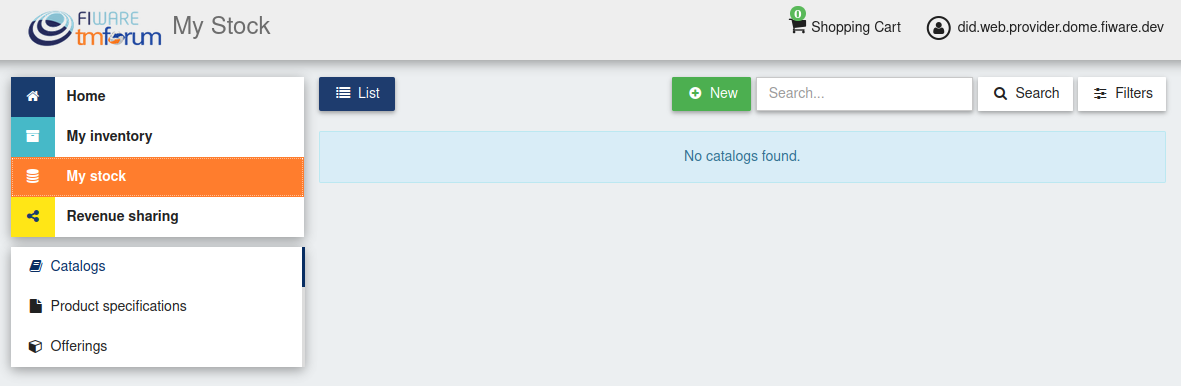 FIWARE
tmforum
My Stock
0
Shopping Cart
did.web.provider.dome.fiware.dev
Home
My inventory
My stock
Revenue sharing
Catalogs
Product specifications
Offerings
List
New
Search...
Search
Filters
No catalogs found.